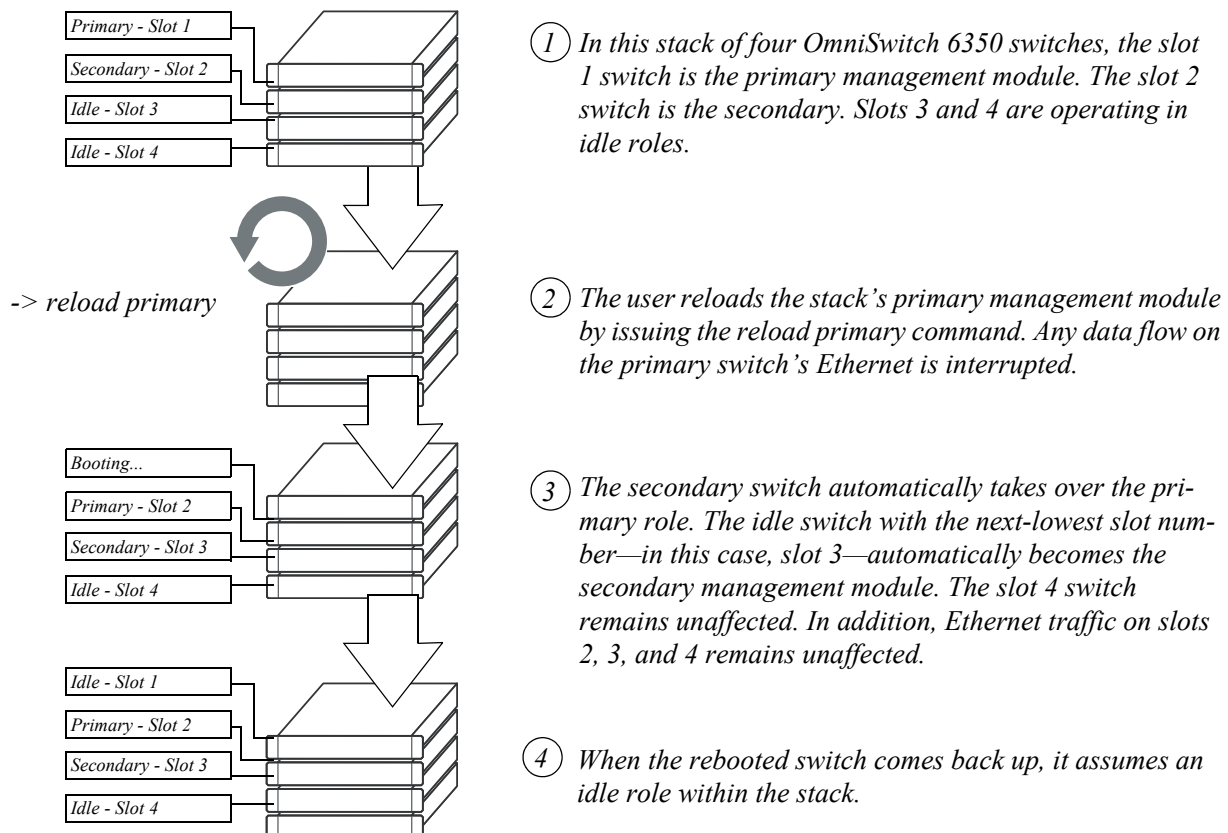 Primary - Slot 1
Secondary - Slot 2
Idle - Slot 3
Idle - Slot 4
1 In this stack of four OmniSwitch 6350 switches, the slot
1 switch is the primary management module. The slot 2
switch is the secondary. Slots 3 and 4 are operating in
idle roles.
-> reload primary
2 The user reloads the stack’s primary management module
by issuing the reload primary command. Any data flow on
the primary switch’s Ethernet is interrupted.
Booting...
Primary - Slot 2
Secondary - Slot 3
Idle - Slot 4
3 The secondary switch automatically takes over the pri-
mary role. The idle switch with the next-lowest slot num-
ber—in this case, slot 3—automatically becomes the
secondary management module. The slot 4 switch
remains unaffected. In addition, Ethernet traffic on slots
2, 3, and 4 remains unaffected.
Idle - Slot 1
Primary - Slot 2
Secondary - Slot 3
Idle - Slot 4
4 When the rebooted switch comes back up, it assumes an
idle role within the stack.